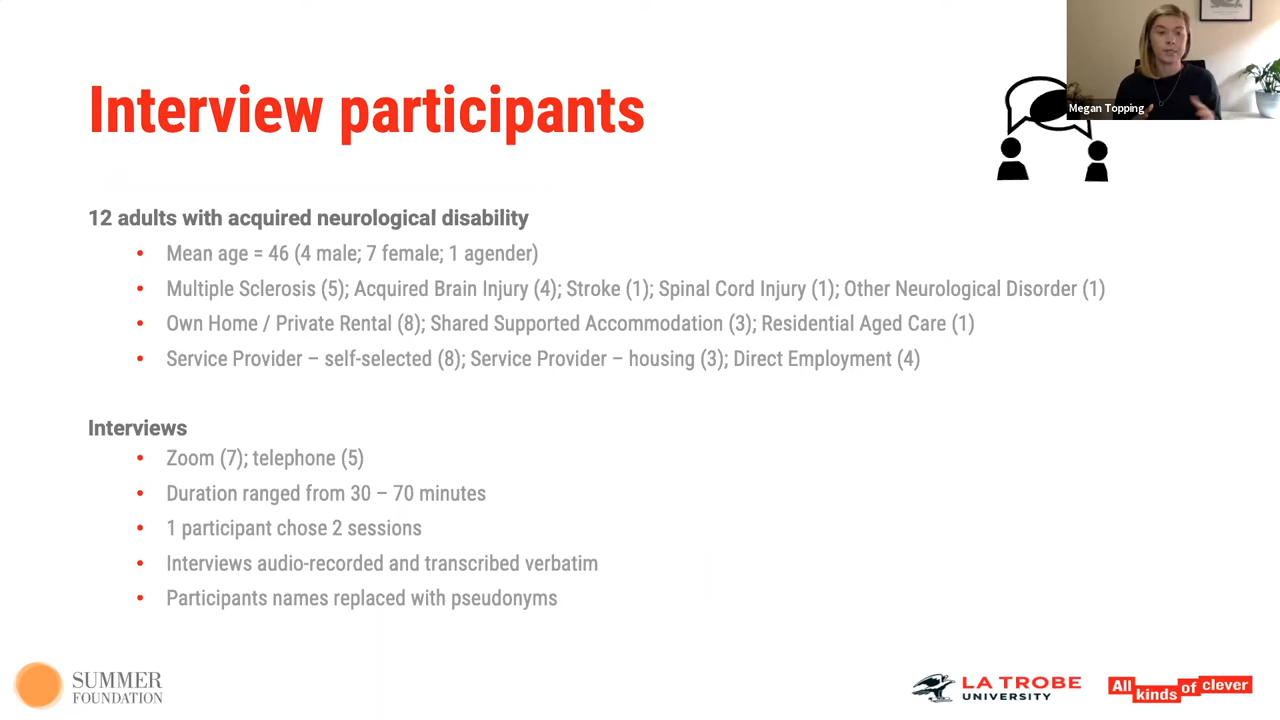 Megan Topping
Interview participants
12 adults with acquired neurological disability
• Mean age = 46 (4 male; 7 female; 1 agender)
• Multiple Sclerosis (5); Acquired Brain Injury (4); Stroke (1); Spinal Cord Injury (1); Other Neurological Disorder (1)
• Own Home / Private Rental (8); Shared Supported Accommodation (3); Residential Aged Care (1)
• Service Provider – self-selected (8); Service Provider – housing (3); Direct Employment (4)
Interviews
• Zoom (7); telephone (5)
• Duration ranged from 30 – 70 minutes
• 1 participant chose 2 sessions
• Interviews audio-recorded and transcribed verbatim
• Participants names replaced with pseudonyms
SUMMER
FOUNDATION
LA TROBE
UNIVERSITY
All kinds of clever